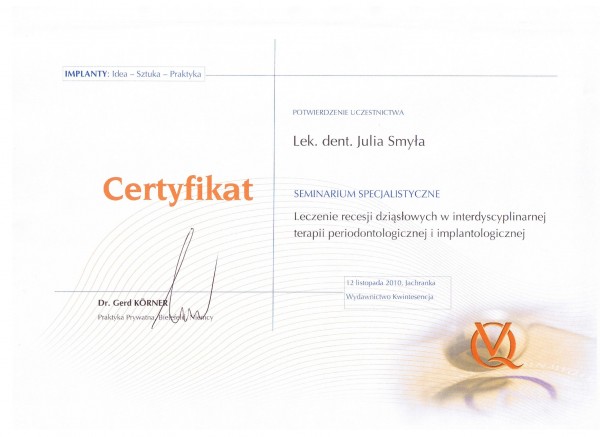 IMPLANTY: Idea – Sztuka – Praktyka
POTWIERDZENIE UCZESTNICTWA
Lek. dent. Julia Smyła
Certyfikat
SEMINARIUM SPECJALISTYCZNE
Leczenie recesji dziąsłowych w interdyscyplinarnej
terapii periodontologicznej i implantologicznej
12 listopada 2010, Jachranka
Wydawnictwo Kwintesencja
Dr. Gerd KÖRNER
Praktyka Prywatna, Bielefeld, Niemcy